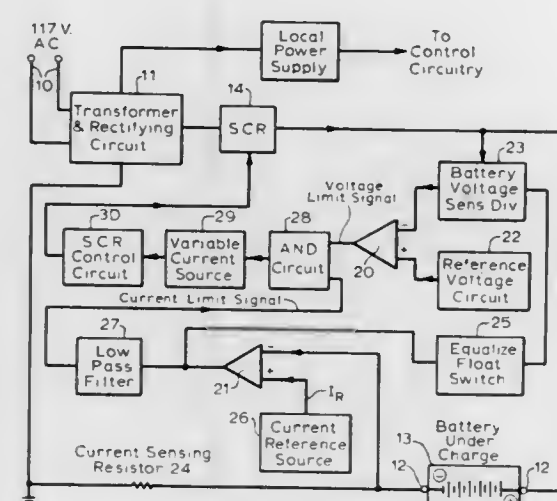 117 V.
A C
10
11
Transformer
& Rectifying
Circuit
Local
Power
Supply
To
Control
Circuitry
14
SCR
23
Battery
Voltage
Sens Div
Voltage
Limit Signal
30
SCR
Control
Circuit
29
Variable
Current
Source
28
AND
Circuit
-
+
20
22
Reference
Voltage
Circuit
Current Limit Signal
27
Low
Pass
Filter
-
+
21
25
Equalize
Float
Switch
IR
26
Current
Reference
Source
Current Sensing
Resistor 24
Battery
Under
Charge
13
12
12
-
+